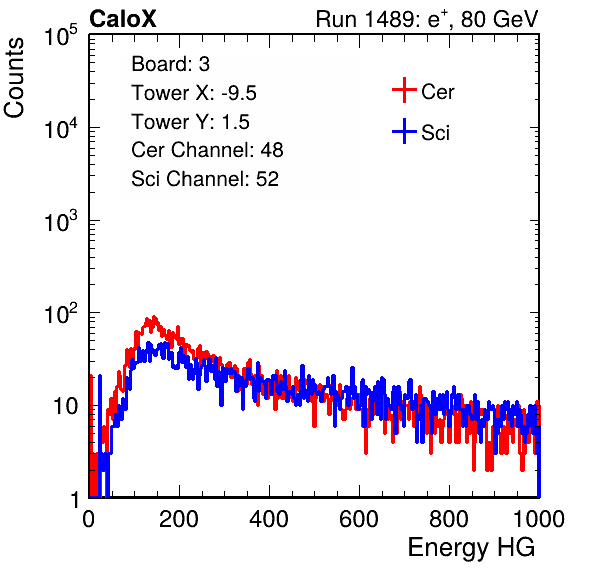 CaloX Run 1489: e⁺, 80 GeV
Counts
Board: 3
Tower X: -9.5
Tower Y: 1.5
Cer Channel: 48
Sci Channel: 52
Cer
Sci
10⁵
10⁴
10³
10²
10
1
0 200 400 600 800 1000
Energy HG